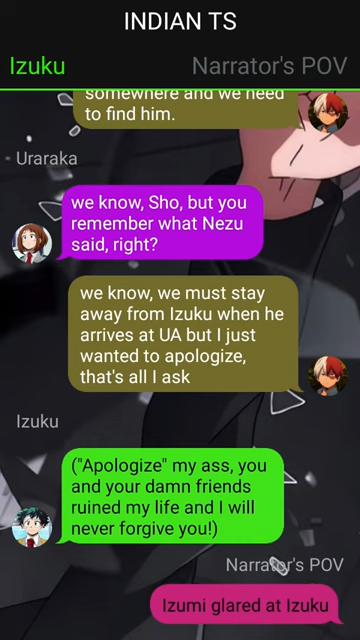 INDIAN TS
Izuku
Narrator's POV
somewhere and we need
to find him.
Uraraka
we know, Sho, but you
remember what Nezu
said, right?
we know, we must stay
away from Izuku when he
arrives at UA but I just
wanted to apologize,
that's all I ask
Izuku
("Apologize" my ass, you
and your damn friends
ruined my life and I will
never forgive you!)
Narrator's POV
Izumi glared at Izuku